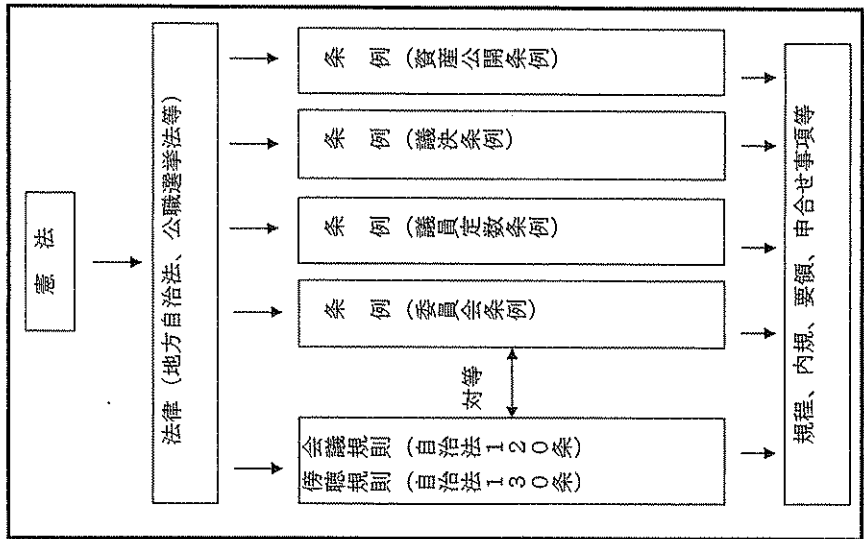 憲法
法律（地方自治法、公職選挙法等）
会議規則（自治法１２０条）
傍聴規則（自治法１３０条）
対等
条　例（委員会条例）
条　例（議員定数条例）
条　例（議決条例）
条　例（資産公開条例）
規程、内規、要領、申合せ事項等